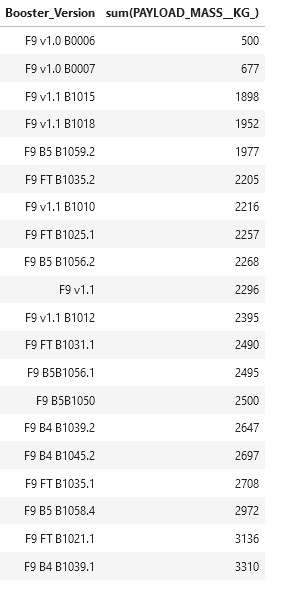 Booster_Version sum(PAYLOAD_MASS__KG_)
F9 v1.0 B0006 500
F9 v1.0 B0007 677
F9 v1.1 B1015 1898
F9 v1.1 B1018 1952
F9 B5 B1059.2 1977
F9 FT B1035.2 2205
F9 v1.1 B1010 2216
F9 FT B1025.1 2257
F9 B5 B1056.2 2268
F9 v1.1 2296
F9 v1.1 B1012 2395
F9 FT B1031.1 2490
F9 B5B1056.1 2495
F9 B5B1050 2500
F9 B4 B1039.2 2647
F9 B4 B1045.2 2697
F9 FT B1035.1 2708
F9 B5 B1058.4 2972
F9 FT B1021.1 3136
F9 B4 B1039.1 3310